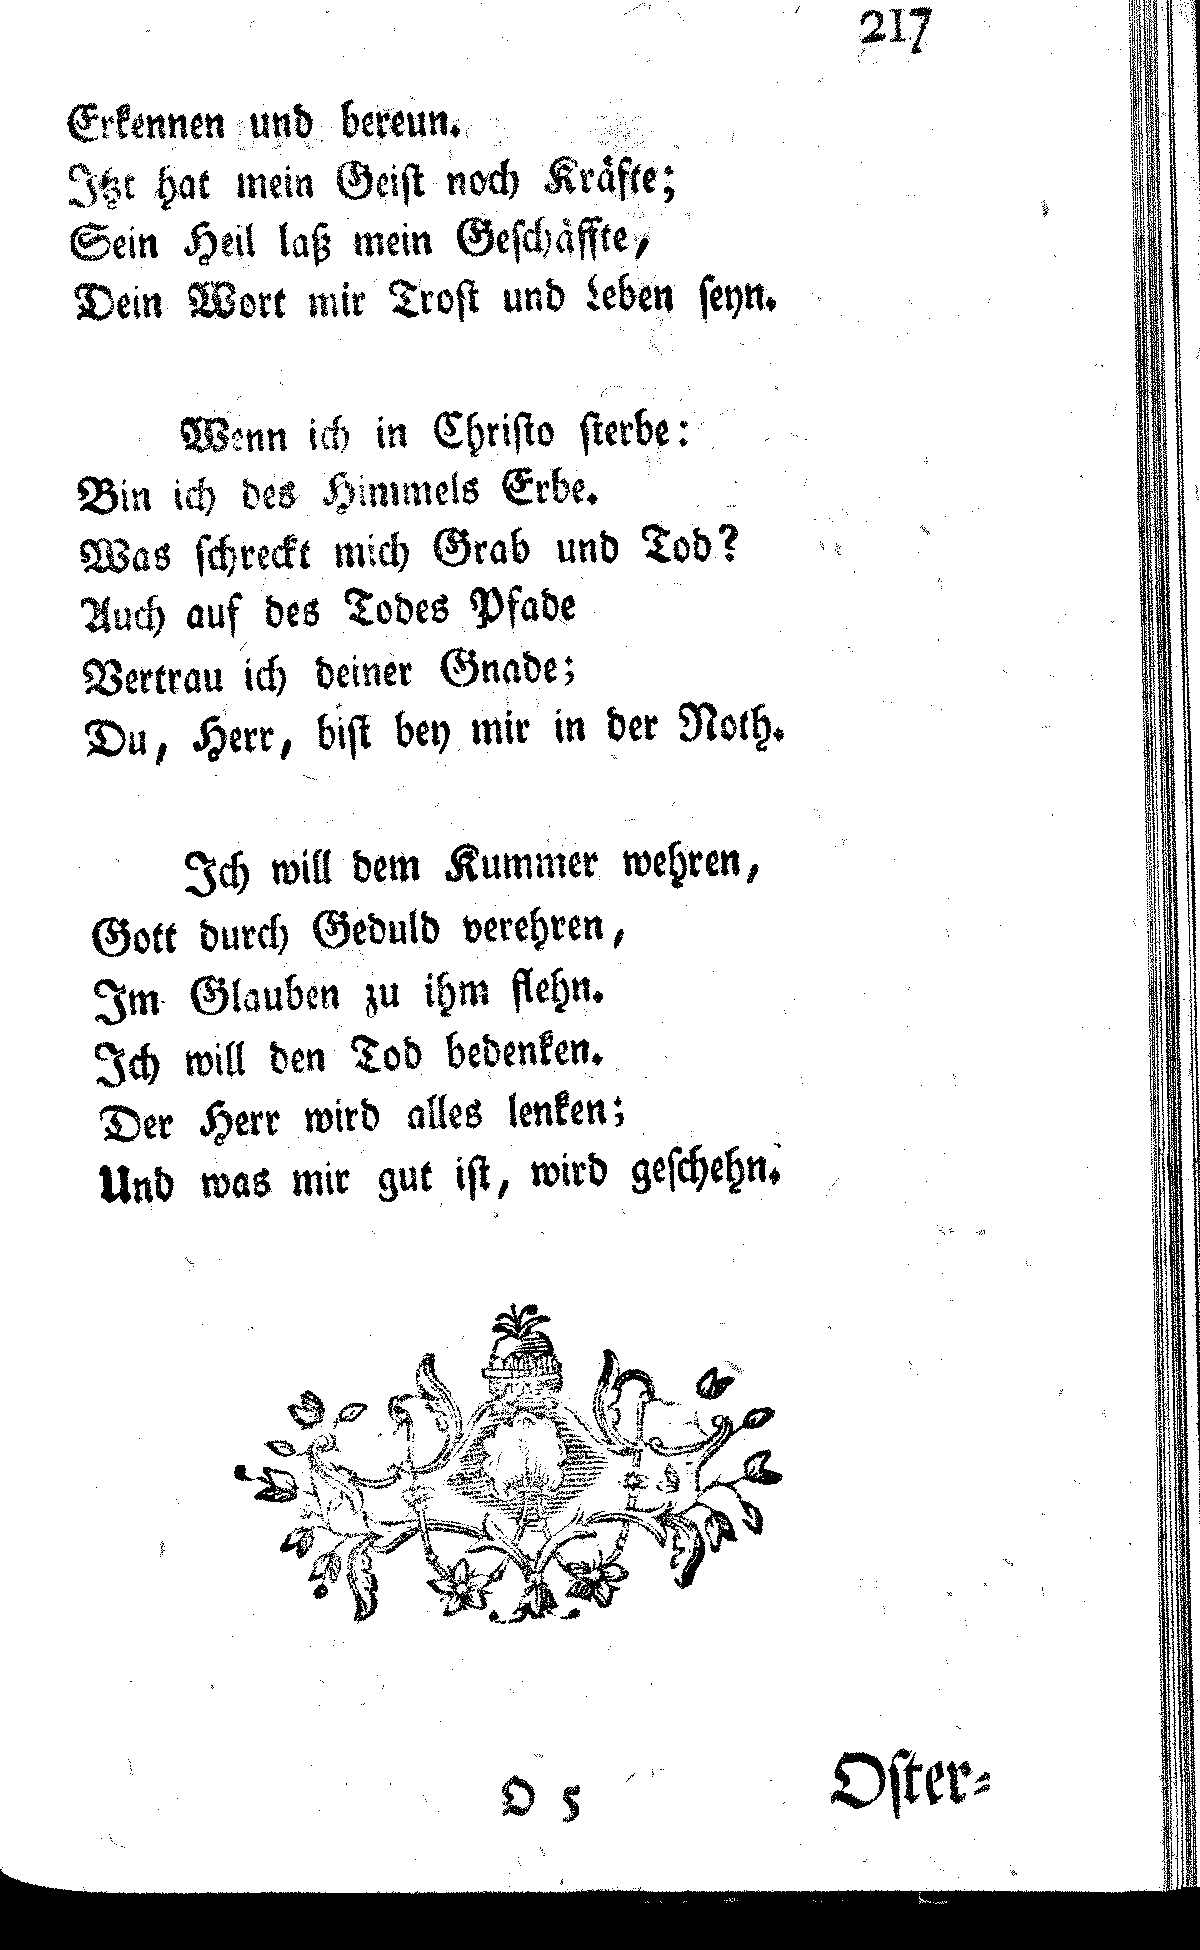 217
Erkennen und bereun.
Itzt hat mein Geiſt noch Kräfte;
Sein Heil laß mein Geſchäffte,
Dein Wort mir Troſt und Leben ſeyn.
Wenn ich in Chriſto ſterbe:
Bin ich des Himmels Erbe.
Was ſchreckt mich Grab und Tod?
Auch auf des Todes Pfade
Vertrau ich deiner Gnade;
Du, Herr, biſt bey mir in der Noth.
Ich will dem Kummer wehren,
Gott durch Geduld verehren,
Im Glauben zu ihm flehn.
Ich will den Tod bedenken.
Der Herr wird alles lenken;
Und was mir gut iſt, wird geſchehn.
O 5
Oſter-